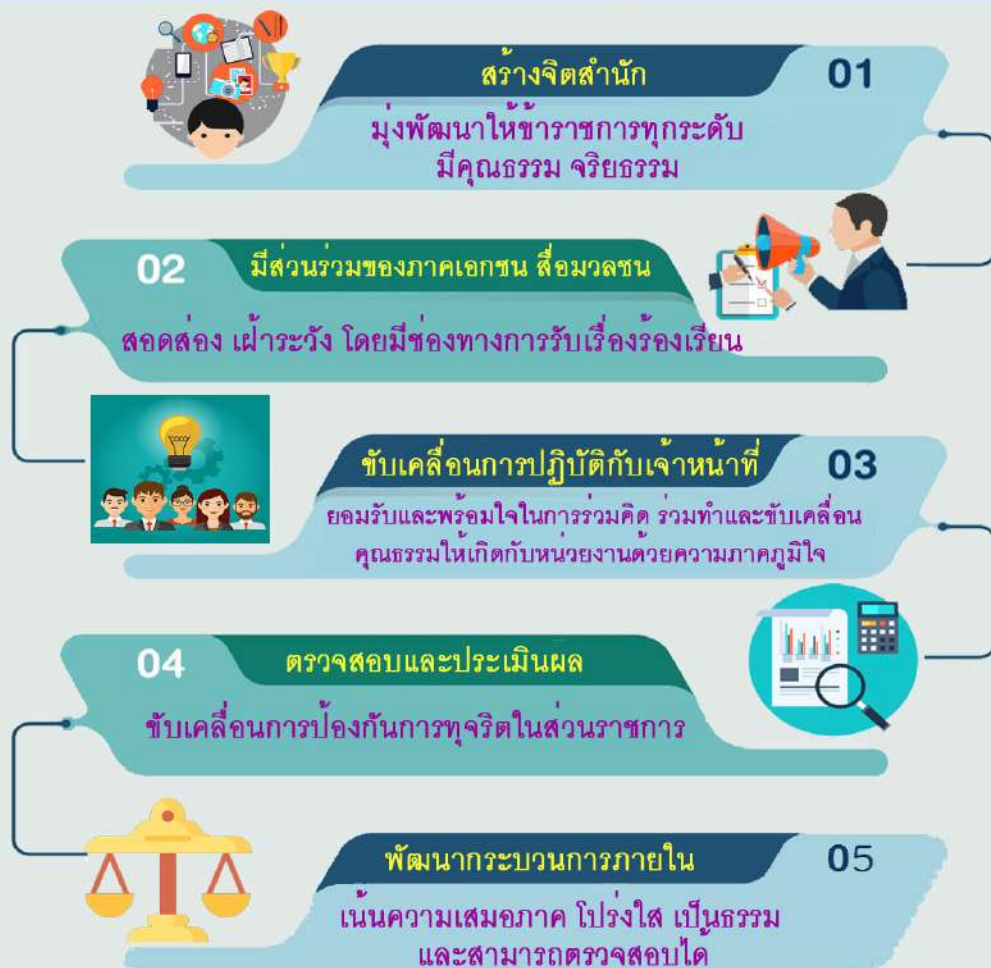 สร้างจิตสำนัก
01
มุ่งพัฒนาให้ข้าราชการทุกระดับ
มีคุณธรรม จริยธรรม
02
มีส่วนร่วมของภาคเอกชน สื่อมวลชน
สอดส่อง เฝ้าระวัง โดยมีช่องทางการรับเรื่องร้องเรียน
ขับเคลื่อนการปฏิบัติกับเจ้าหน้าที่
03
ยอมรับและพร้อมใจในการร่วมคิด ร่วมทำและขับเคลื่อน
คุณธรรมให้เกิดกับหน่วยงานด้วยความภาคภูมิใจ
04
ตรวจสอบและประเมินผล
ขับเคลื่อนการป้องกันการทุจริตในส่วนราชการ
พัฒนากระบวนการภายใน
05
เน้นความเสมอภาค โปร่งใส เป็นธรรม
และสามารถตรวจสอบได้